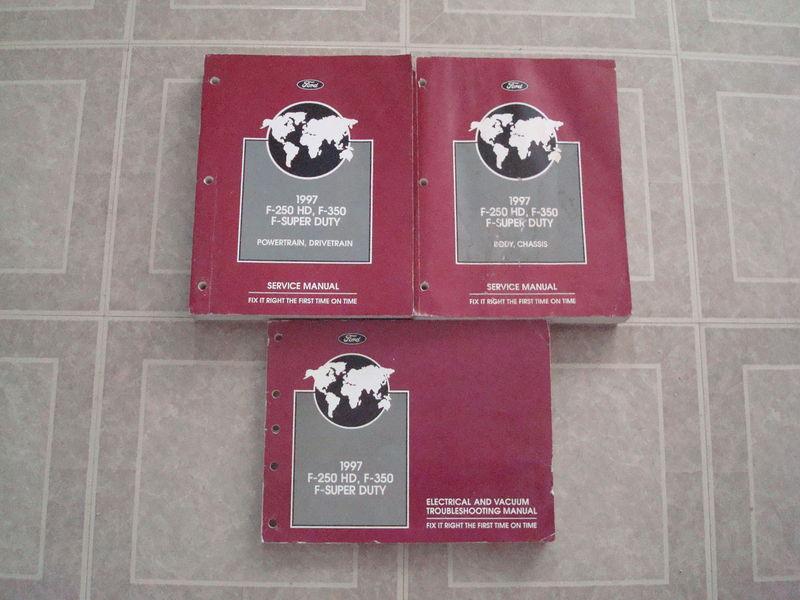 Ford
1997
F-250 HD, F-350
F-SUPER DUTY
POWERTRAIN, DRIVETRAIN
SERVICE MANUAL
FIX IT RIGHT THE FIRST TIME ON TIME
Ford
1997
F-250 HD, F-350
F-SUPER DUTY
BODY, CHASSIS
SERVICE MANUAL
FIX IT RIGHT THE FIRST TIME ON TIME
Ford
1997
F-250 HD, F-350
F-SUPER DUTY
ELECTRICAL AND VACUUM
TROUBLESHOOTING MANUAL
FIX IT RIGHT THE FIRST TIME ON TIME